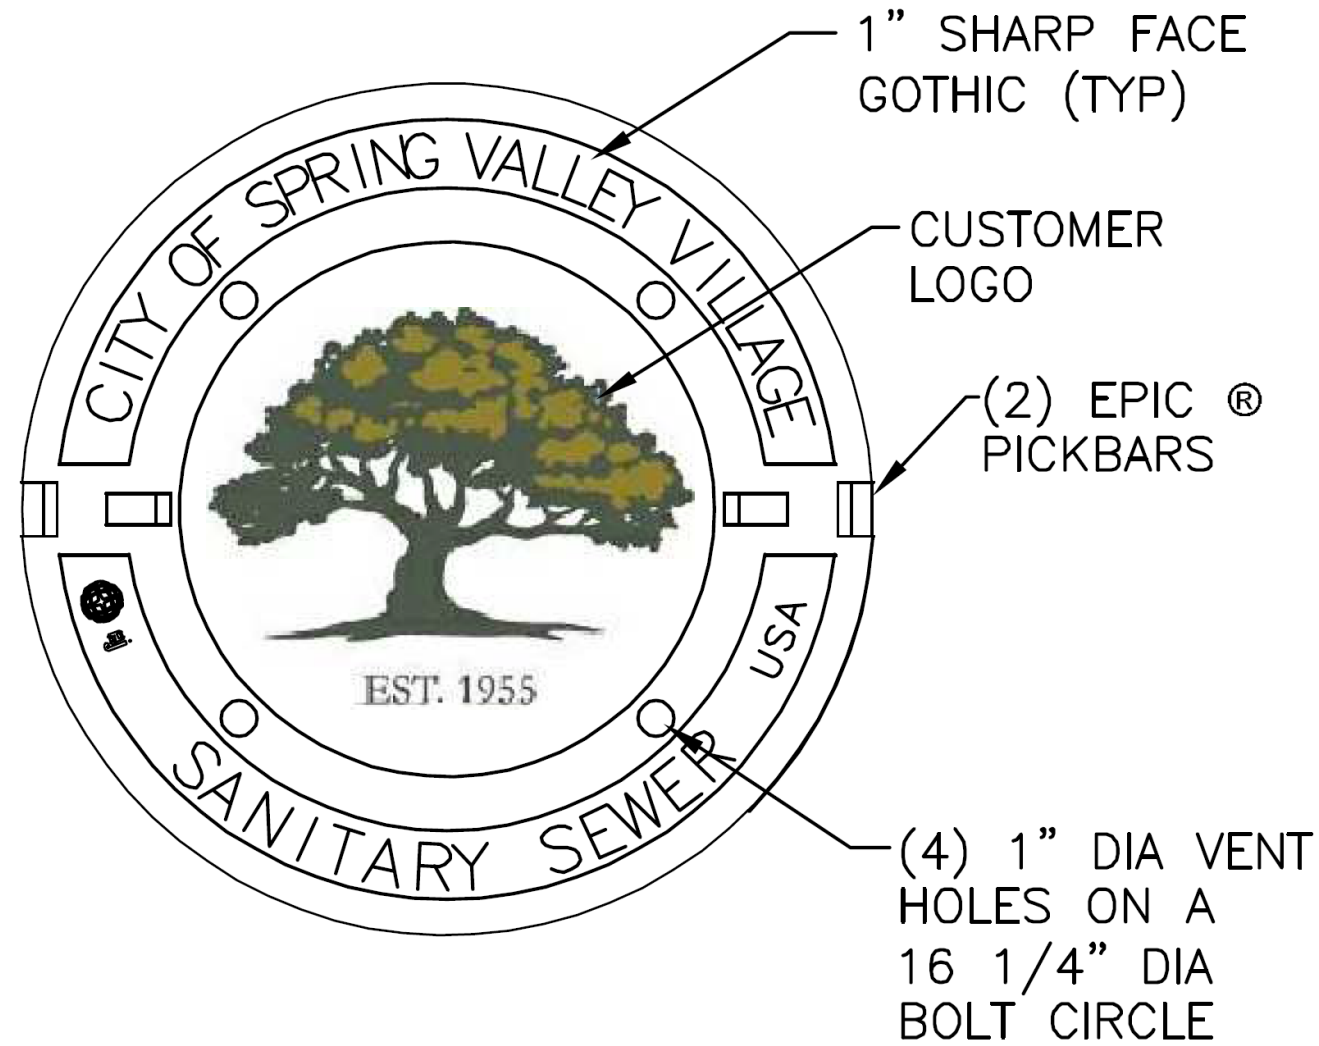 1” SHARP FACE
GOTHIC (TYP)
CITY OF SPRING VALLEY VILLAGE
CUSTOMER
LOGO
(2) EPIC ®
PICKBARS
EST. 1955
USA
SANITARY SEWER
(4) 1” DIA VENT
HOLES ON A
16 1/4” DIA
BOLT CIRCLE